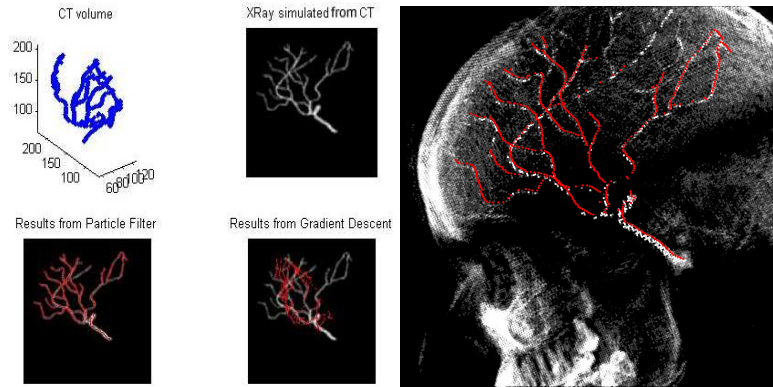 CT volume
XRay simulated from CT
200
150
100
200
150
100
60
80
100
120
Results from Particle Filter
Results from Gradient Descent